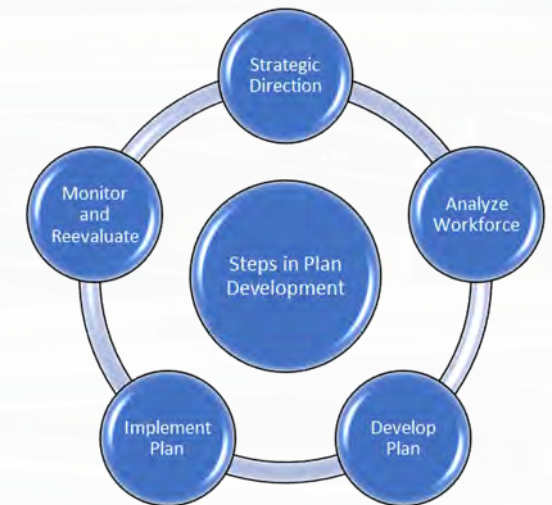 Strategic
Direction
Analyze
Workforce
Develop
Plan
Implement
Plan
Monitor
and
Reevaluate
Steps in Plan
Development